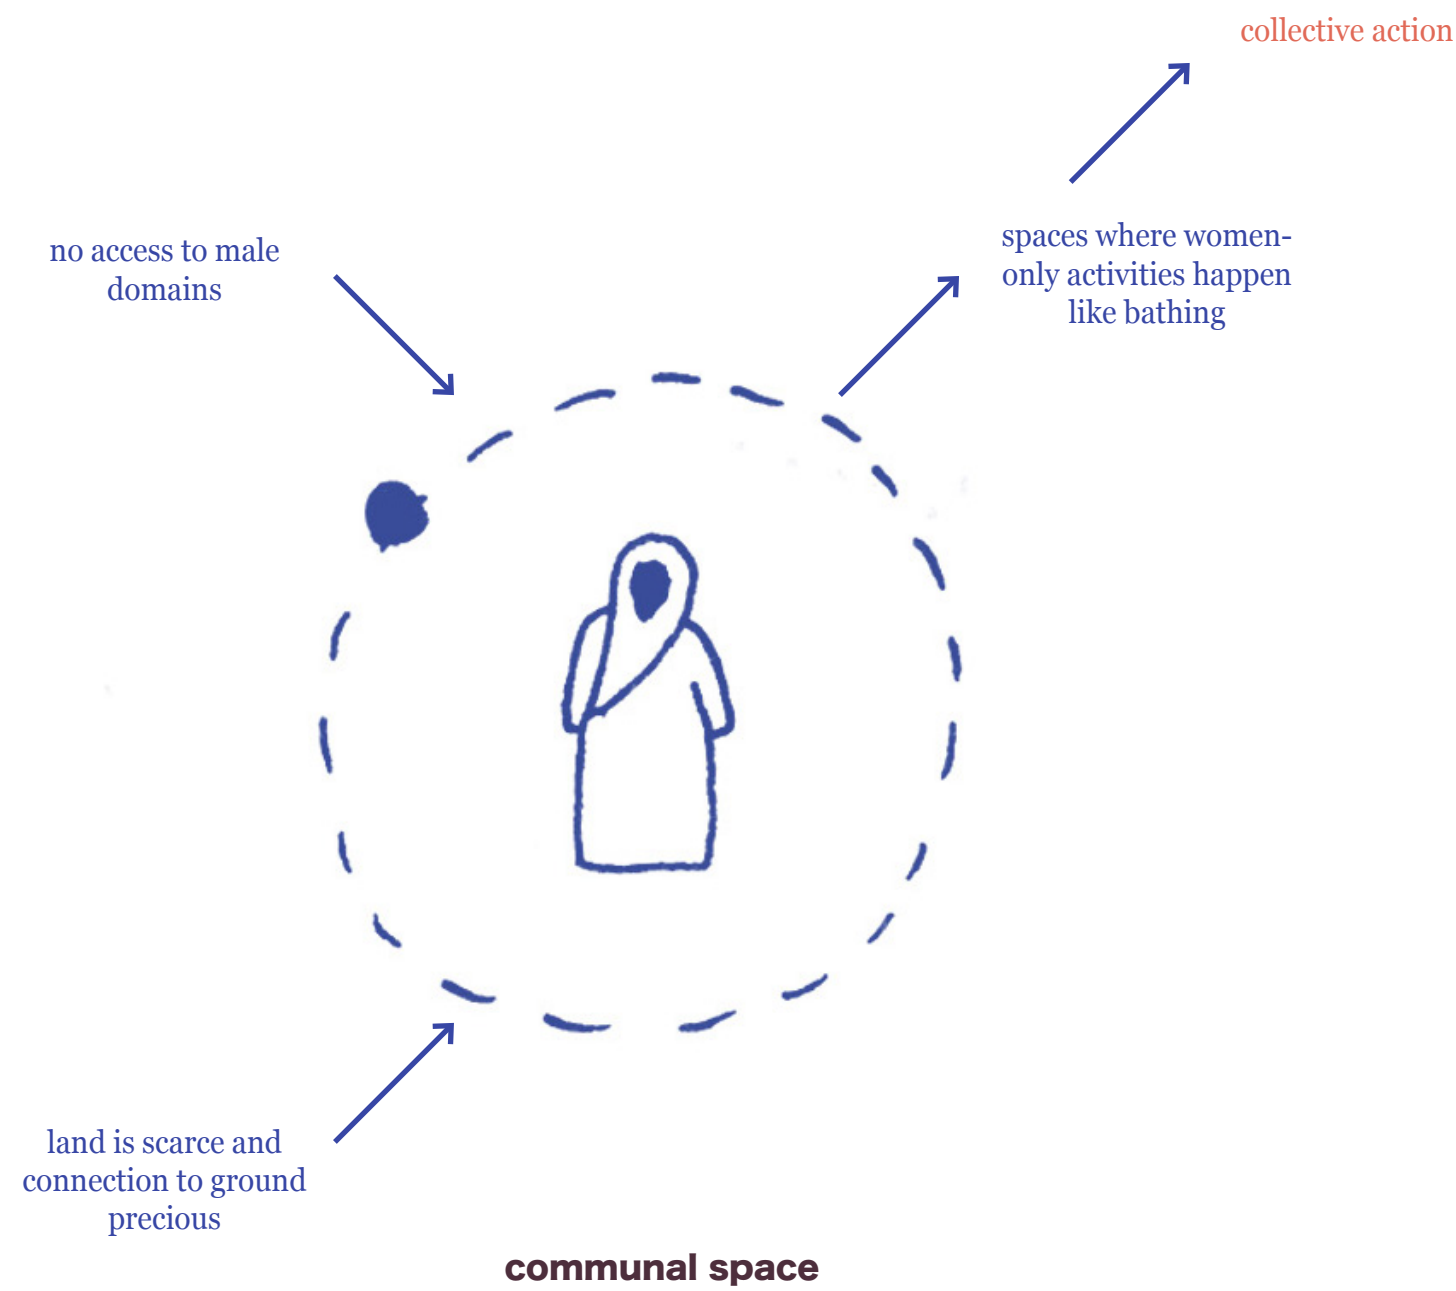 collective action
no access to male
domains
spaces where women-
only activities happen
like bathing
land is scarce and
connection to ground
precious
communal space